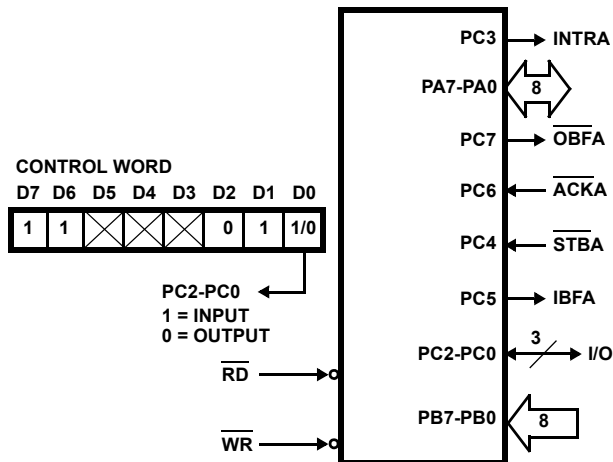 PC3 INTRA
PA7-PA0 8
PC7 OBFA
CONTROL WORD
D7 D6 D5 D4 D3 D2 D1 D0
1 1 0 1 1/0
PC6 ACKA
PC4 STBA
PC2-PC0
1 = INPUT
0 = OUTPUT
PC5 IBFA
PC2-PC0 3 I/O
RD
PB7-PB0 8
WR